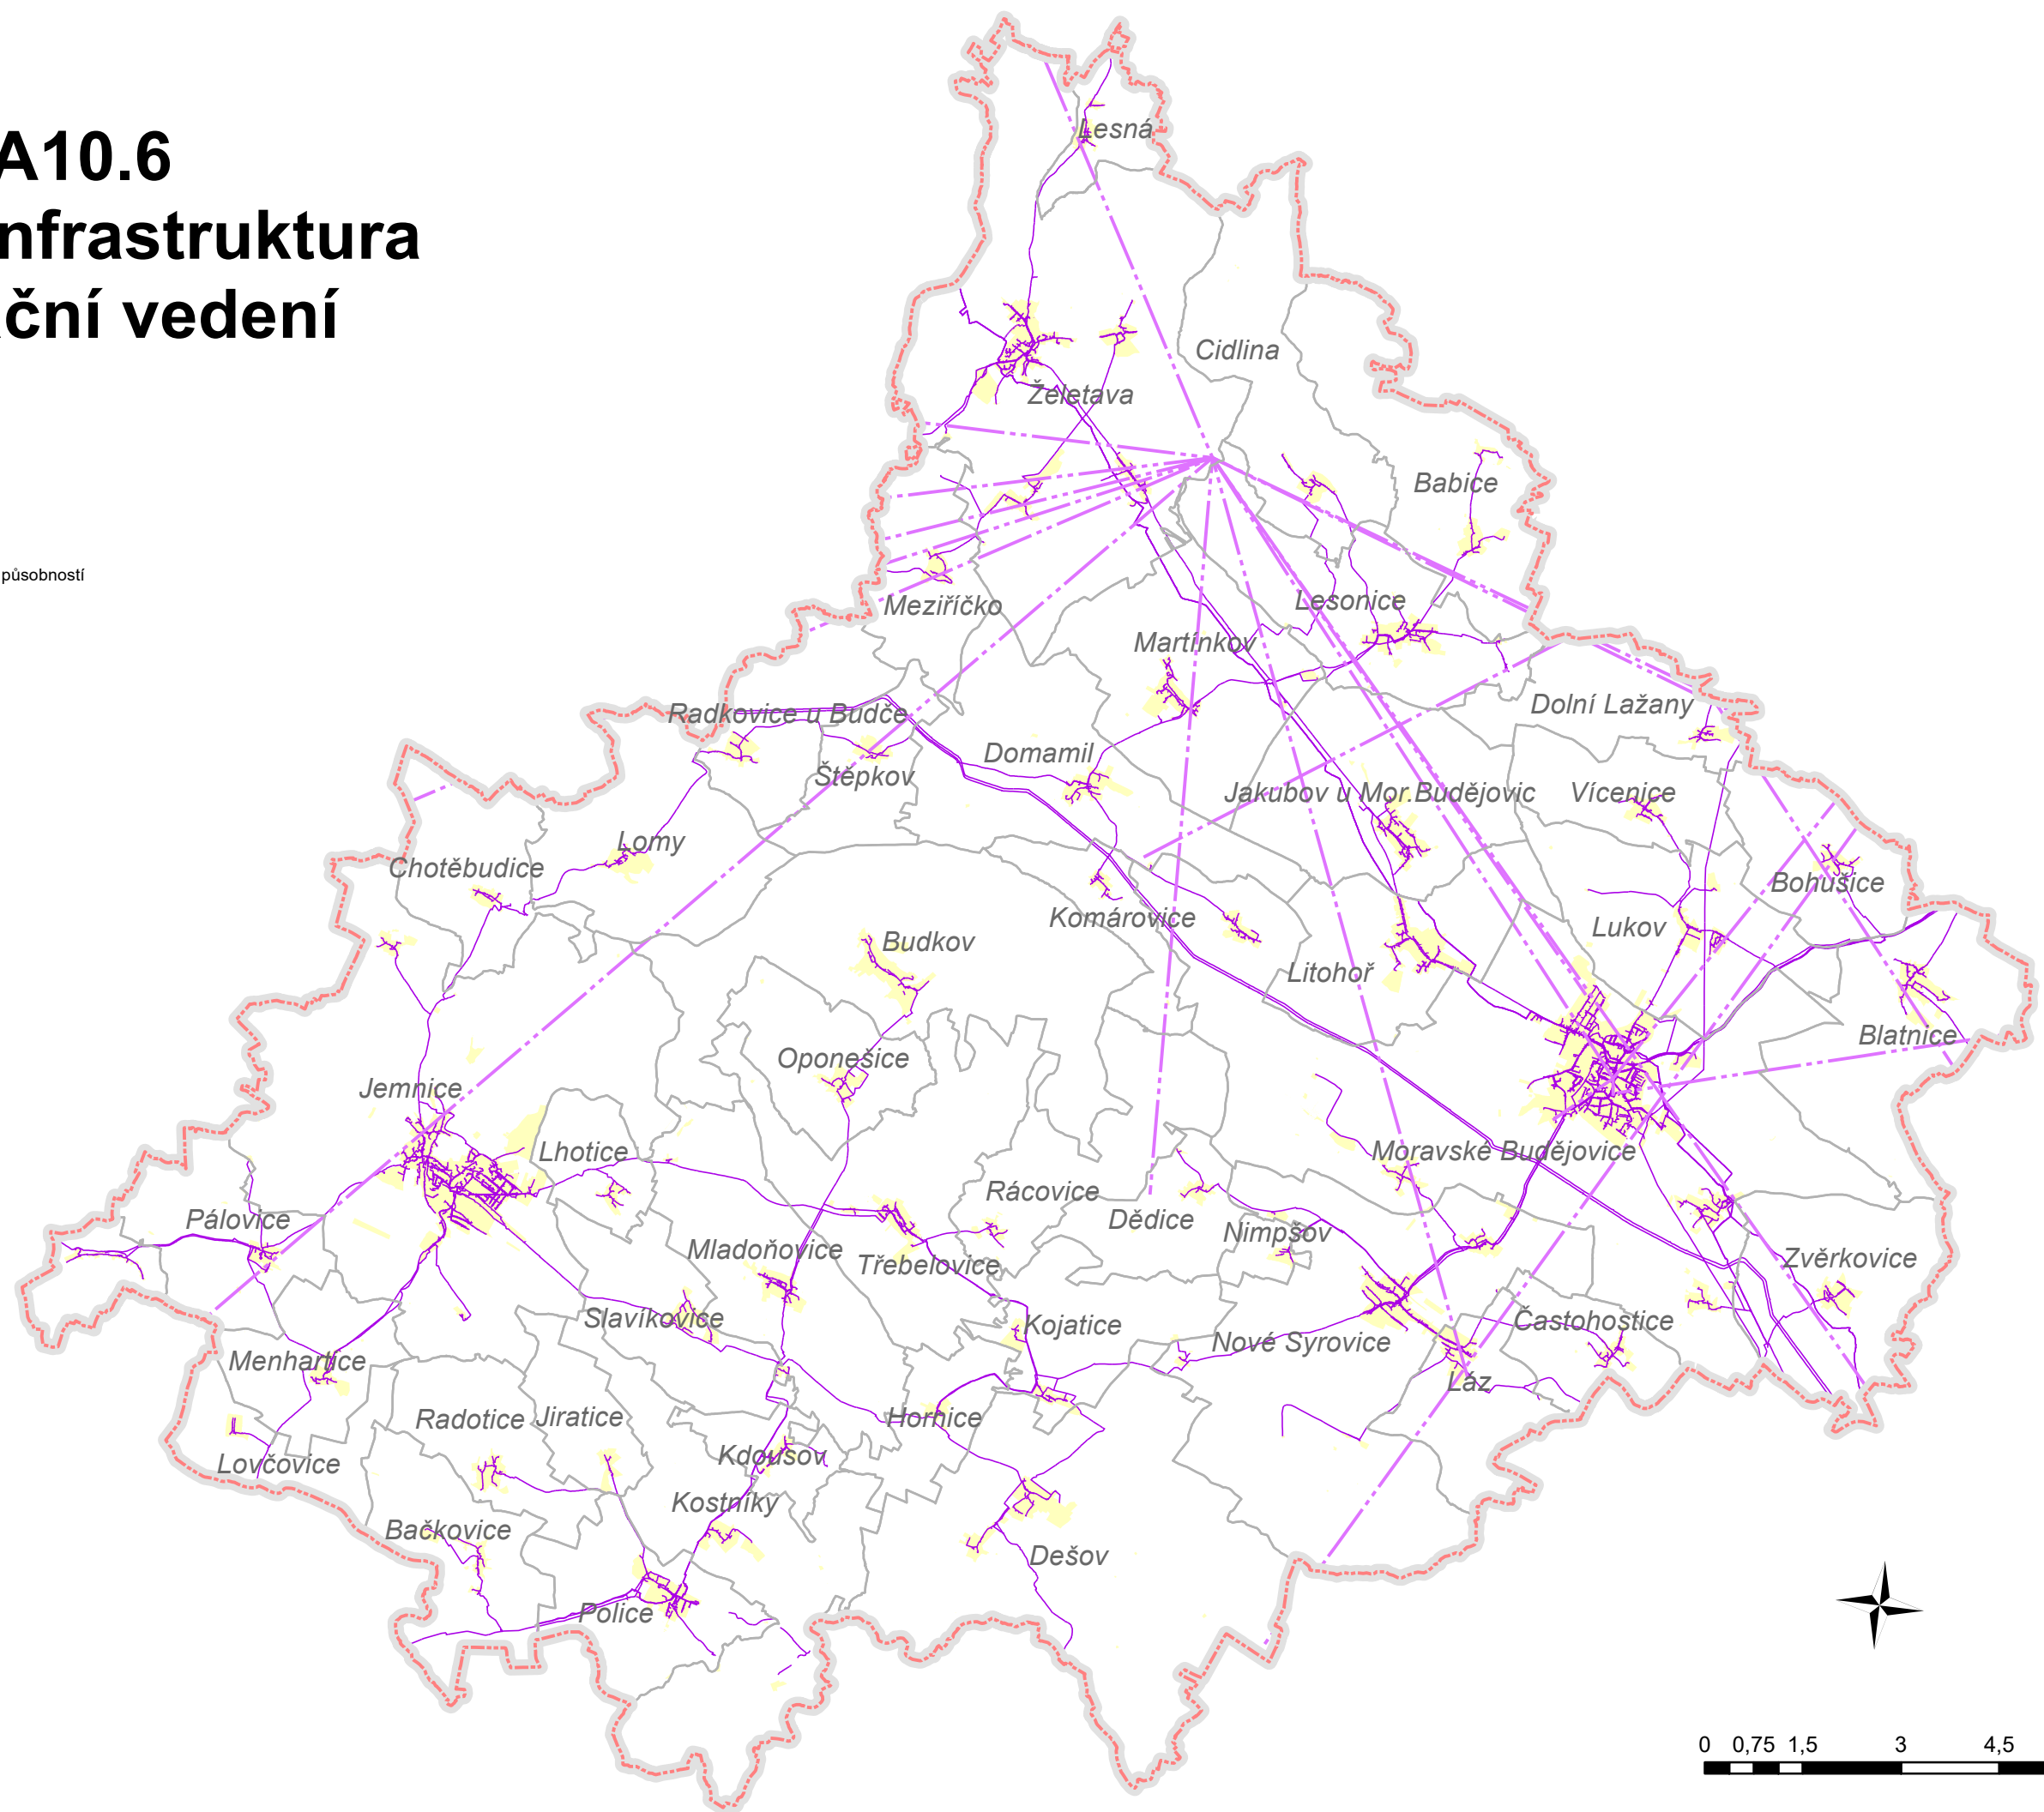 A10.6
nfrastruktura
ční vedení
působností
Lesná
Cidlina
Želetava
Babice
Meziříčko
Lesonice
Martínkov
Dolní Lažany
Radkovice u Budče
Domamil
Štěpkov
Jakubov u Mor.Budějovic
Vícenice
Lomy
Chotěbudice
Bohušice
Komárovice
Lukov
Budkov
Litohoř
Blatnice
Oponešice
Jemnice
Lhotice
Moravské Budějovice
Rácovice
Pálovice
Dědice
Nimpšov
Mladoňovice
Třebelovice
Zvěrkovice
Slavíkovice
Kojatice
Nové Syrovice
Častohostice
Menhartice
Láz
Radotice
Jiratice
Hornice
Kdousov
Lovčovice
Kostníky
Bačkovice
Dešov
Police
0 0,75 1,5 3 4,5